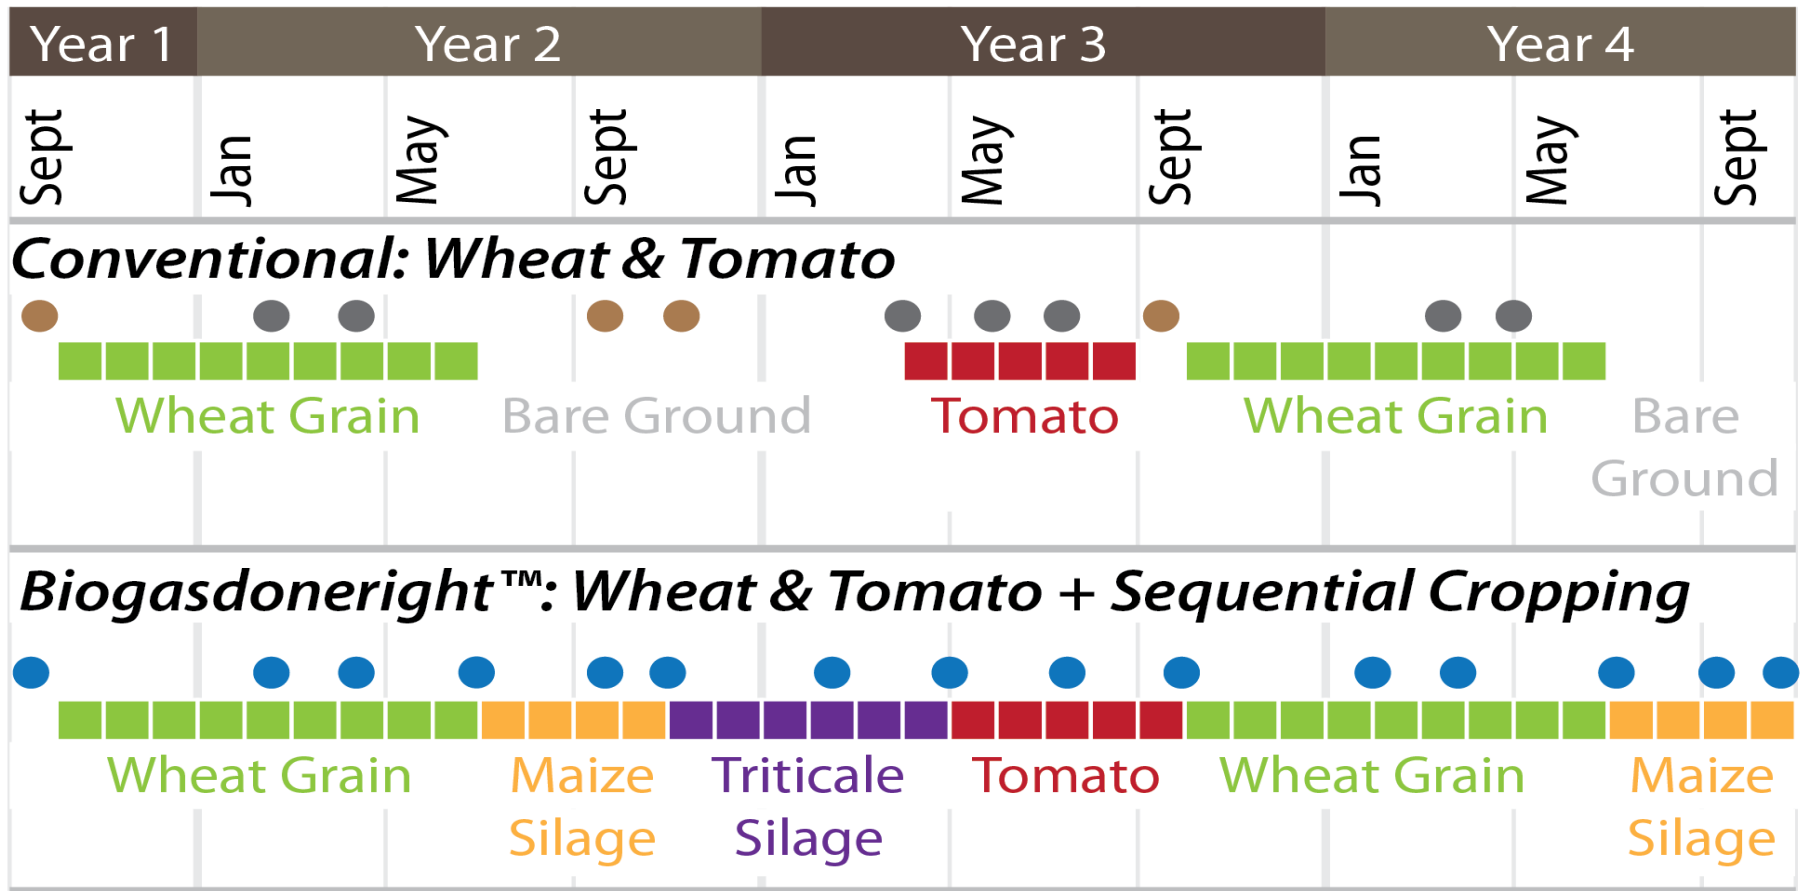 Year 1 Year 2 Year 3 Year 4
Sept Jan May Sept Jan May Sept Jan May Sept
Conventional: Wheat & Tomato
Wheat Grain Bare Ground Tomato Wheat Grain Bare
Ground
Biogasdoneright™: Wheat & Tomato + Sequential Cropping
Wheat Grain Maize Triticale Tomato Wheat Grain Maize
Silage Silage Silage